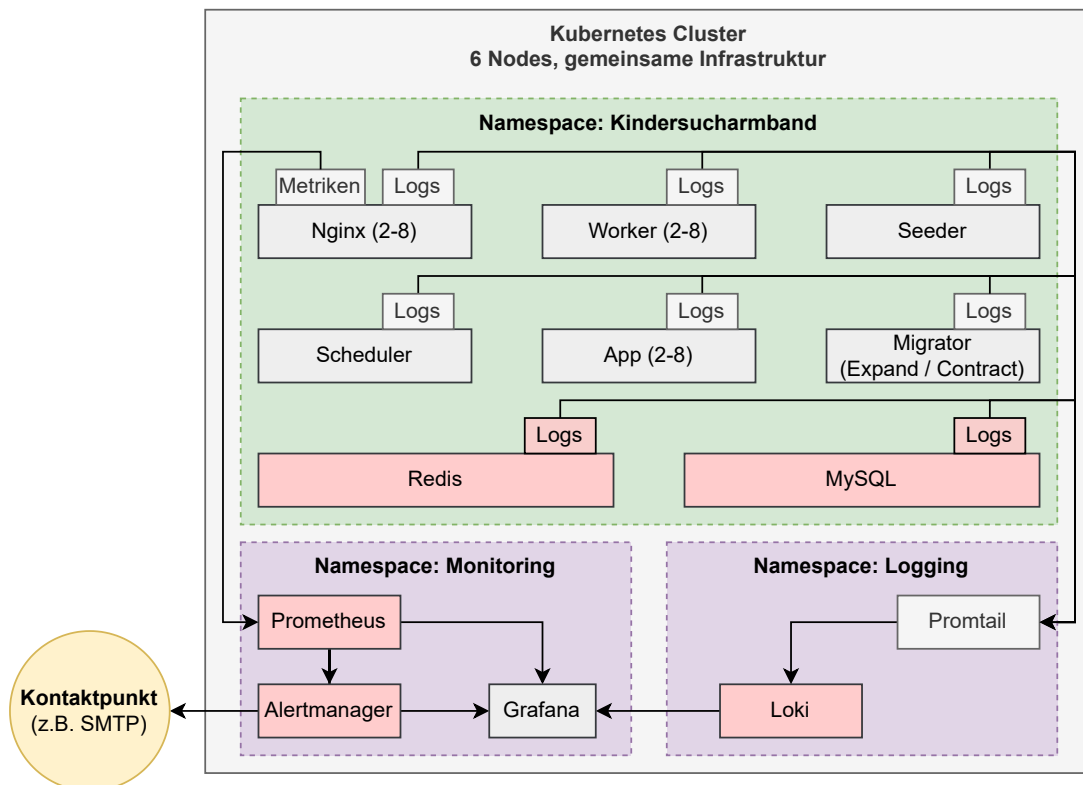 Kubernetes Cluster
6 Nodes, gemeinsame Infrastruktur
Namespace: Kindersucharmband
Metriken
Logs
Logs
Logs
Nginx (2-8)
Worker (2-8)
Seeder
Logs
Logs
Logs
Scheduler
App (2-8)
Migrator
(Expand / Contract)
Logs
Logs
Redis
MySQL
Namespace: Monitoring
Namespace: Logging
Prometheus
Promtail
Kontaktpunkt
(z.B. SMTP)
Alertmanager
Grafana
Loki